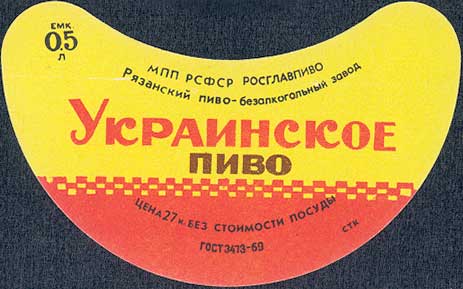 ЕМК.
0,5
Л
МПП РСФСР РОСГЛАВПИВО
Рязанский пиво-безалкогольный завод
УКРАИНСКОЕ
ПИВО
ЦЕНА 27 к. БЕЗ СТОИМОСТИ ПОСУДЫ
ГОСТ 3473-69
СТК